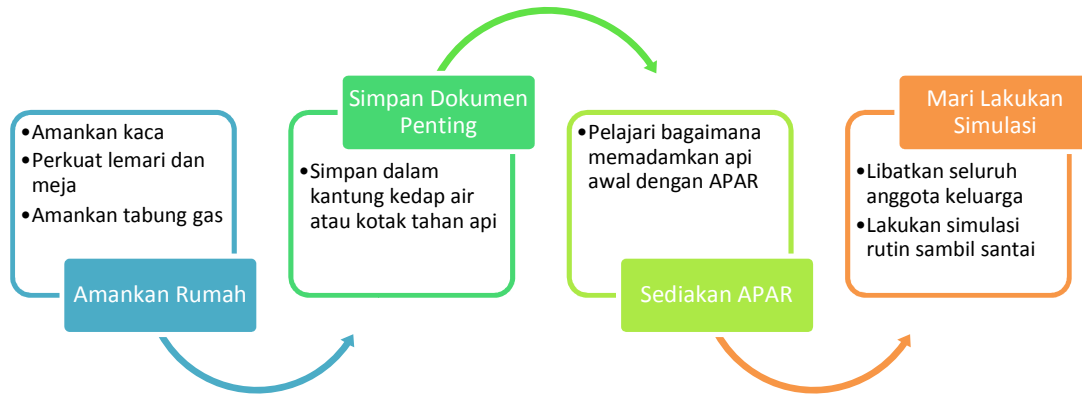 •Amankan kaca
•Perkuat lemari dan
meja
•Amankan tabung gas
Amankan Rumah
Simpan Dokumen
Penting
•Simpan dalam
kantung kedap air
atau kotak tahan api
•Pelajari bagaimana
memadamkan api
awal dengan APAR
Sediakan APAR
Mari Lakukan
Simulasi
•Libatkan seluruh
anggota keluarga
•Lakukan simulasi
rutin sambil santai